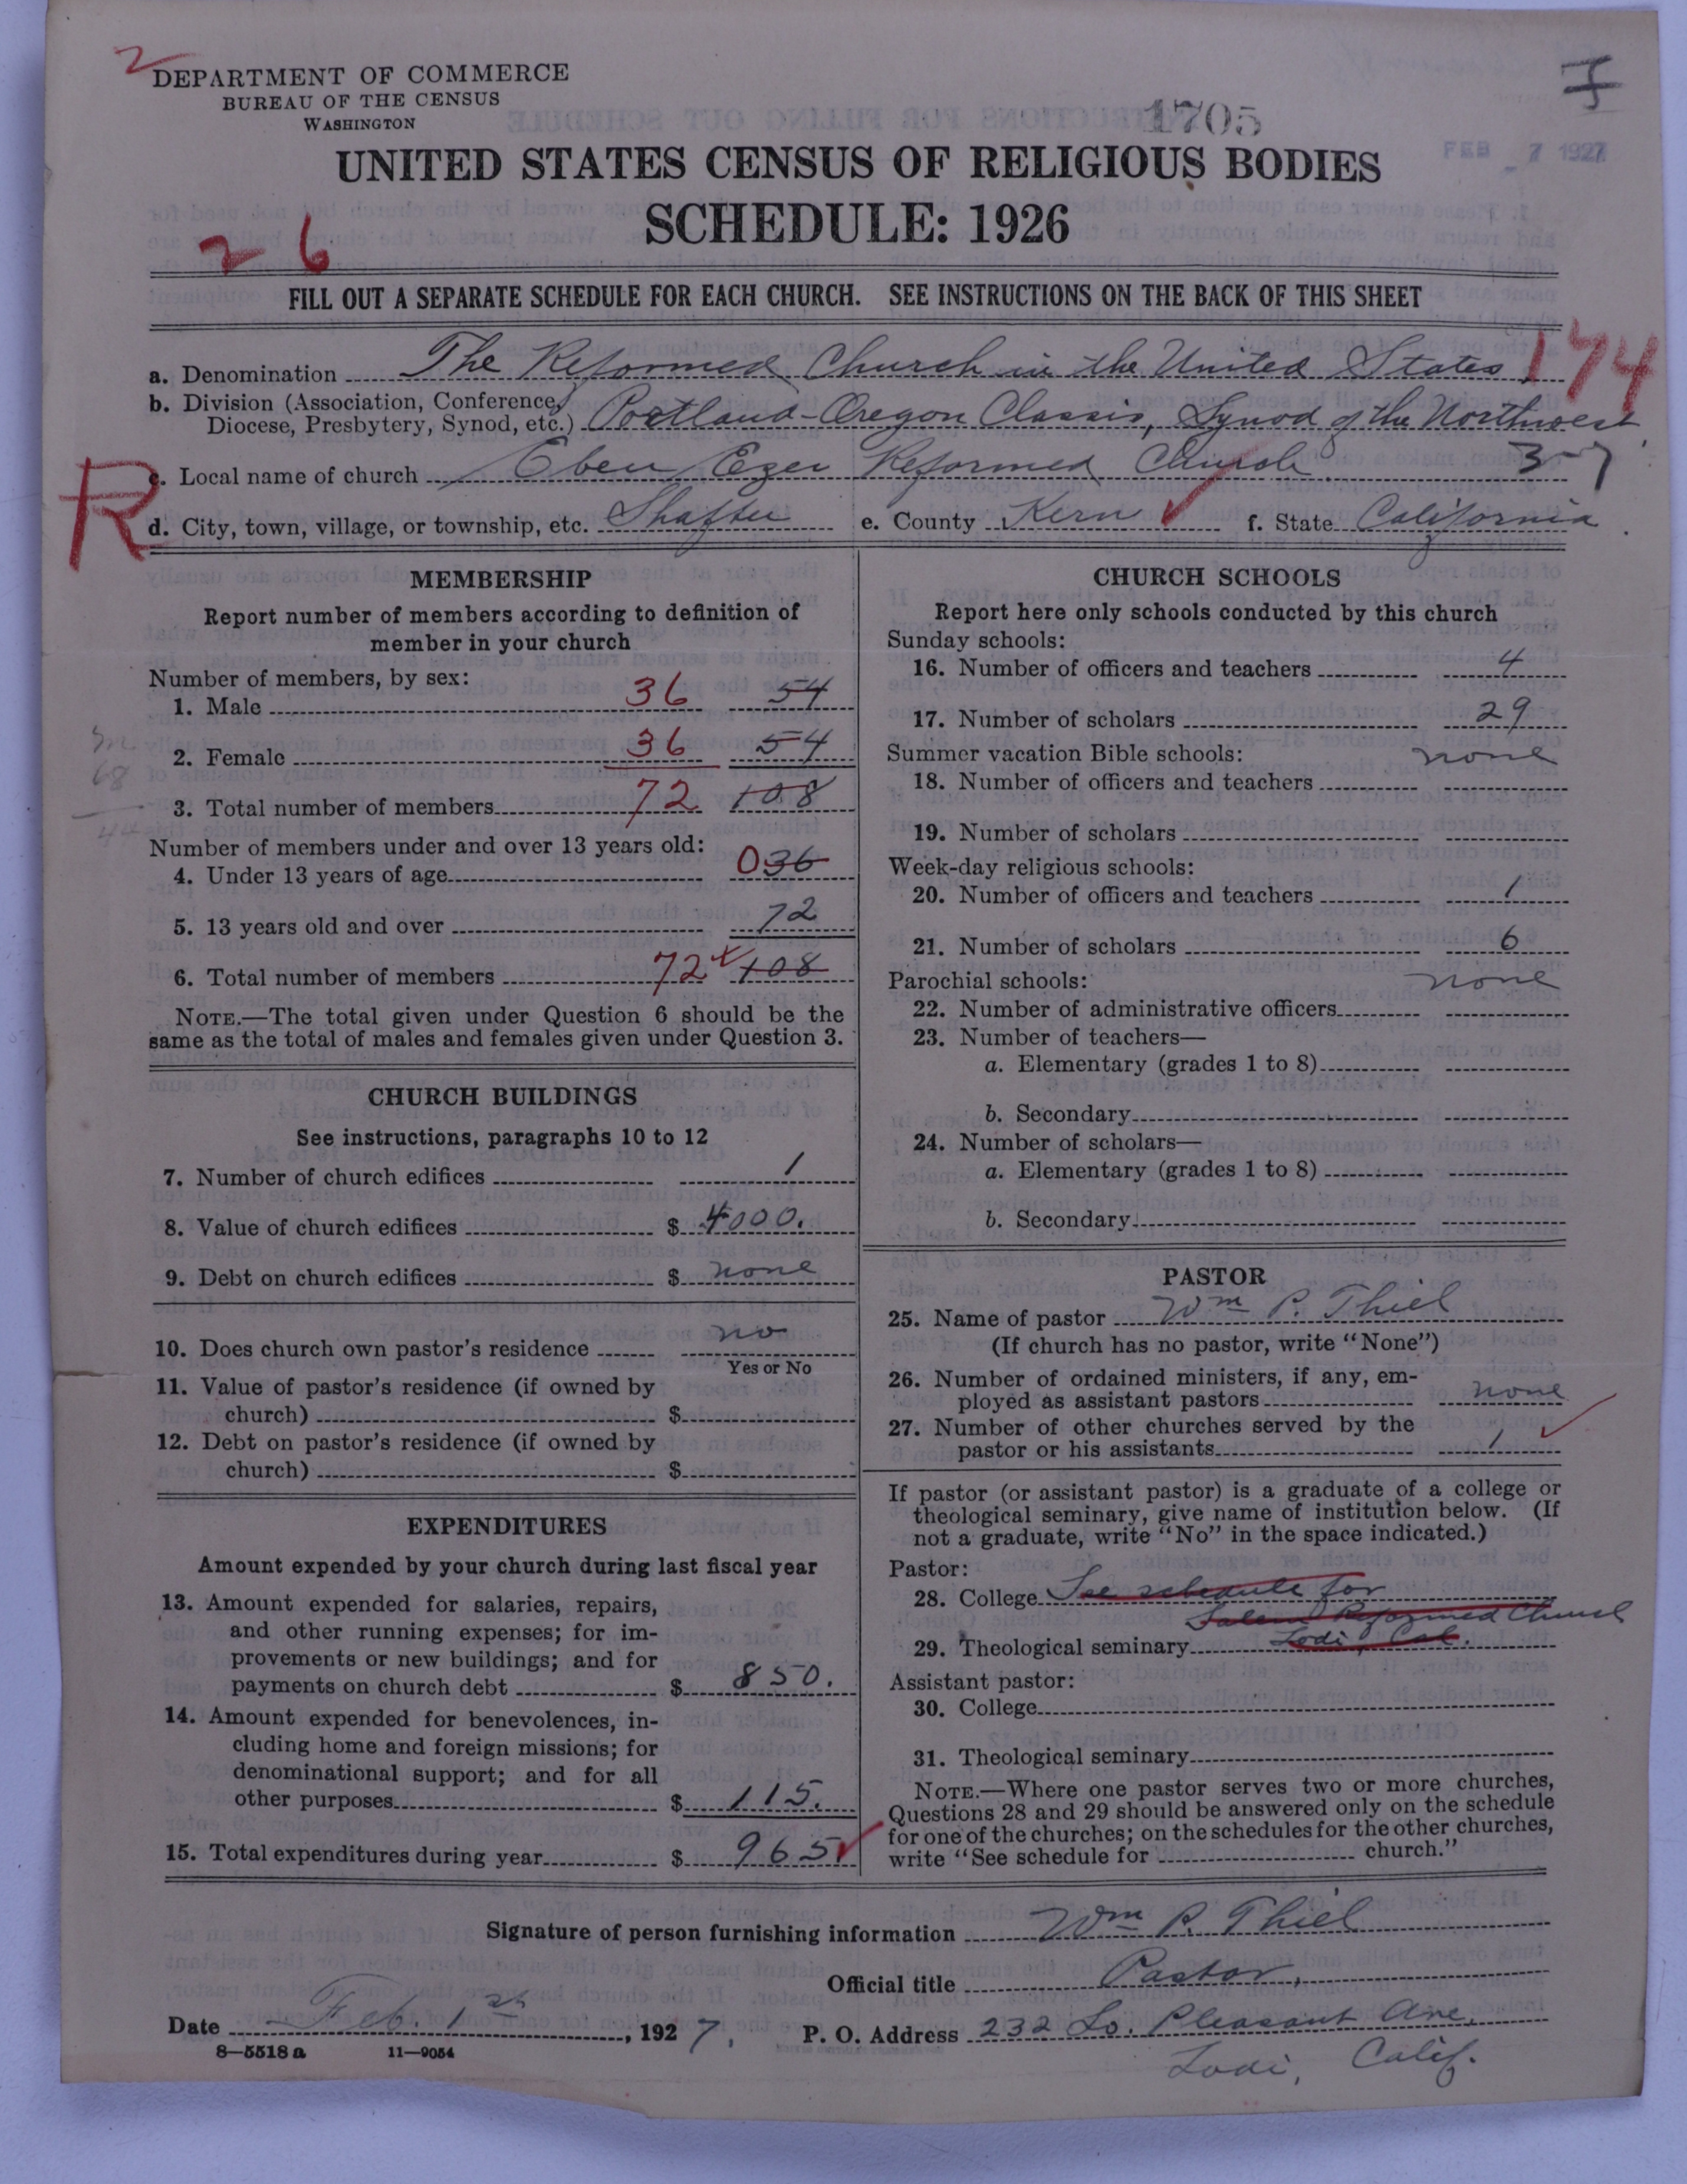 2
DEPARTMENT OF COMMERCE
BUREAU OF THE CENSUS
WASHINGTON
1705
FEB 7 1927
UNITED STATES CENSUS OF RELIGIOUS BODIES
SCHEDULE: 1926
26
FILL OUT A SEPARATE SCHEDULE FOR EACH CHURCH. SEE INSTRUCTIONS ON THE BACK OF THIS SHEET
a. Denomination The Reformed Church in the United States, 174
b. Division (Association, Conference,
Diocese, Presbytery, Synod, etc.) Portland-Oregon Classis, Synod of the Northwest
c. Local name of church Eben Ezer Reformed Church 3-7
R
d. City, town, village, or township, etc. Shafter e. County Kern f. State California
MEMBERSHIP
Report number of members according to definition of
member in your church
Number of members, by sex:
1. Male 36 54
2. Female 36 54
3. Total number of members 72 108
Number of members under and over 13 years old:
4. Under 13 years of age 0 36
5. 13 years old and over 72
6. Total number of members 72 108
NOTE.—The total given under Question 6 should be the
same as the total of males and females given under Question 3.
CHURCH BUILDINGS
See instructions, paragraphs 10 to 12
7. Number of church edifices 1
8. Value of church edifices $ 4000.
9. Debt on church edifices $ none
10. Does church own pastor's residence no
Yes or No
11. Value of pastor's residence (if owned by
church) $
12. Debt on pastor's residence (if owned by
church) $
EXPENDITURES
Amount expended by your church during last fiscal year
13. Amount expended for salaries, repairs,
and other running expenses; for im-
provements or new buildings; and for
payments on church debt $ 850.
14. Amount expended for benevolences, in-
cluding home and foreign missions; for
denominational support; and for all
other purposes $ 115.
15. Total expenditures during year $ 965
CHURCH SCHOOLS
Report here only schools conducted by this church
Sunday schools:
16. Number of officers and teachers 4
17. Number of scholars 29
Summer vacation Bible schools: none
18. Number of officers and teachers
19. Number of scholars
Week-day religious schools:
20. Number of officers and teachers 1
21. Number of scholars 6
Parochial schools: none
22. Number of administrative officers
23. Number of teachers—
a. Elementary (grades 1 to 8)
b. Secondary
24. Number of scholars—
a. Elementary (grades 1 to 8)
b. Secondary
PASTOR
25. Name of pastor Wm P. Thiel
(If church has no pastor, write "None")
26. Number of ordained ministers, if any, em-
ployed as assistant pastors none
27. Number of other churches served by the
pastor or his assistants 1
If pastor (or assistant pastor) is a graduate of a college or
theological seminary, give name of institution below. (If
not a graduate, write "No" in the space indicated.)
Pastor:
28. College See schedule for
Salem Reformed Church
29. Theological seminary Lodi, Cal.
Assistant pastor:
30. College
31. Theological seminary
NOTE.—Where one pastor serves two or more churches,
Questions 28 and 29 should be answered only on the schedule
for one of the churches; on the schedules for the other churches,
write "See schedule for church."
Signature of person furnishing information Wm P. Thiel
Official title Pastor,
Date Feb. 1st, 1927. P. O. Address 232 So. Pleasant Ave,
8—5518 a 11—9054
Lodi, Calif.